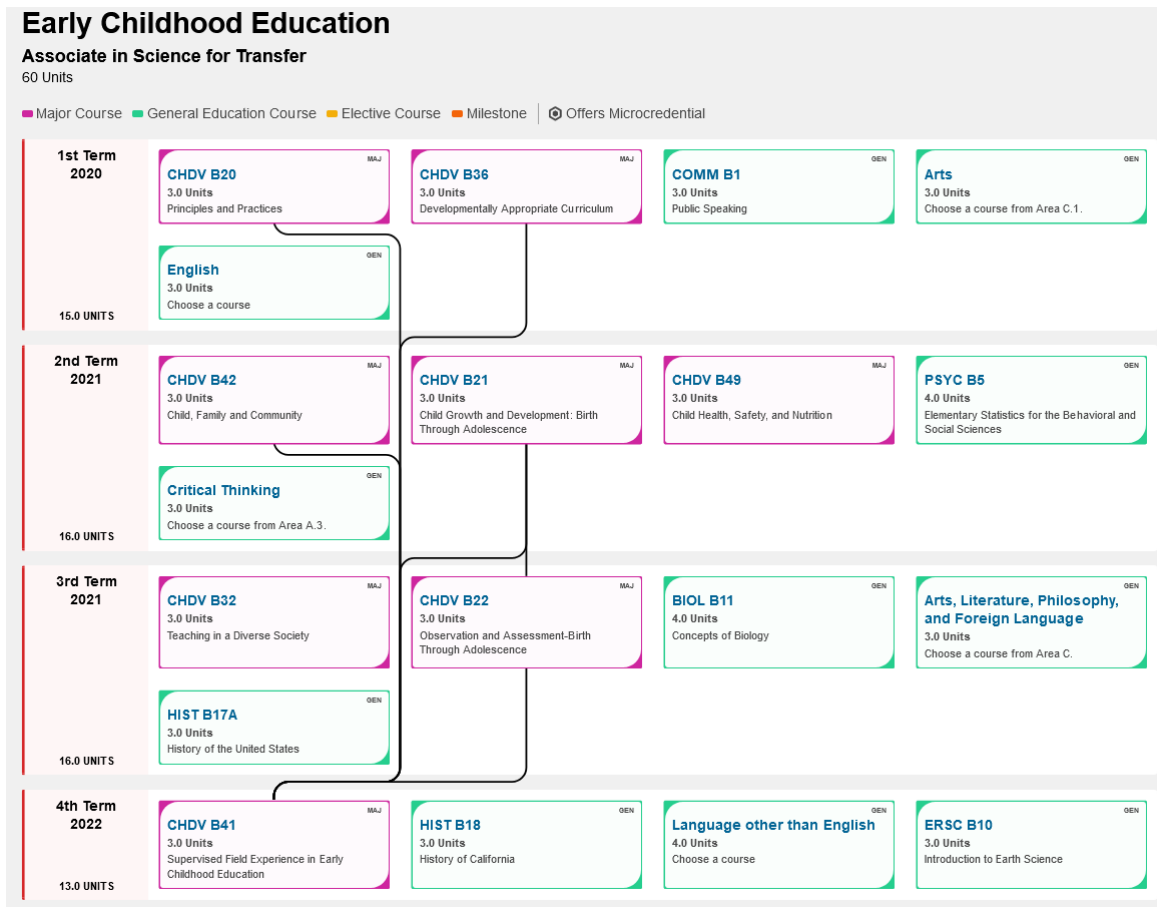 Early Childhood Education
Associate in Science for Transfer
60 Units
Major Course General Education Course Elective Course Milestone Offers Microcredential
1st Term
2020
15.0 UNITS
MAJ
CHDV B20
3.0 Units
Principles and Practices
MAJ
CHDV B36
3.0 Units
Developmentally Appropriate Curriculum
GEN
COMM B1
3.0 Units
Public Speaking
GEN
Arts
3.0 Units
Choose a course from Area C.1.
GEN
English
3.0 Units
Choose a course
2nd Term
2021
16.0 UNITS
MAJ
CHDV B42
3.0 Units
Child, Family and Community
MAJ
CHDV B21
3.0 Units
Child Growth and Development: Birth
Through Adolescence
MAJ
CHDV B49
3.0 Units
Child Health, Safety, and Nutrition
GEN
PSYC B5
4.0 Units
Elementary Statistics for the Behavioral and
Social Sciences
GEN
Critical Thinking
3.0 Units
Choose a course from Area A.3.
3rd Term
2021
16.0 UNITS
MAJ
CHDV B32
3.0 Units
Teaching in a Diverse Society
MAJ
CHDV B22
3.0 Units
Observation and Assessment-Birth
Through Adolescence
GEN
BIOL B11
4.0 Units
Concepts of Biology
GEN
Arts, Literature, Philosophy,
and Foreign Language
3.0 Units
Choose a course from Area C.
GEN
HIST B17A
3.0 Units
History of the United States
4th Term
2022
13.0 UNITS
MAJ
CHDV B41
3.0 Units
Supervised Field Experience in Early
Childhood Education
GEN
HIST B18
3.0 Units
History of California
GEN
Language other than English
4.0 Units
Choose a course
GEN
ERSC B10
3.0 Units
Introduction to Earth Science